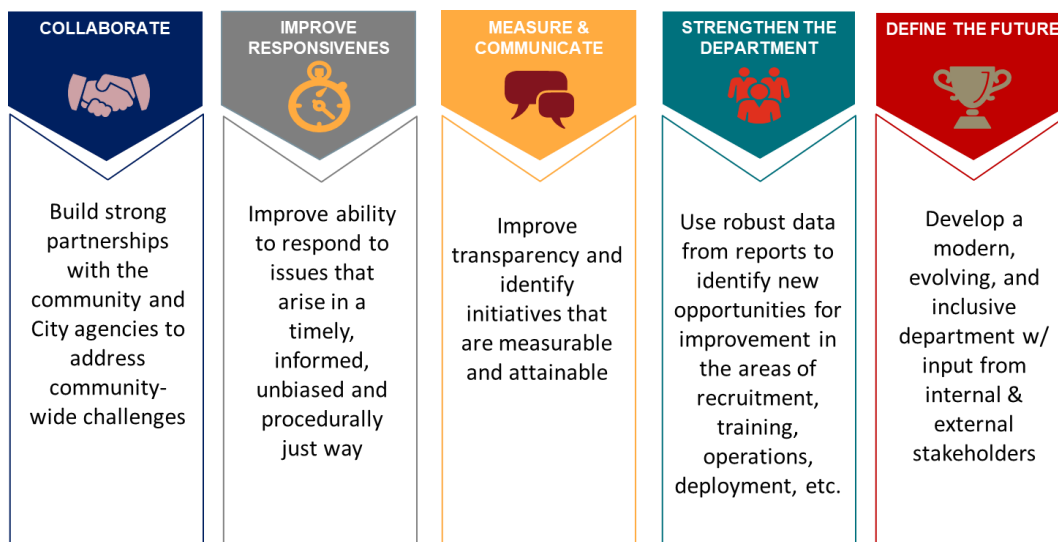 COLLABORATE
Build strong
partnerships
with the
community and
City agencies to
address
community-
wide challenges
IMPROVE
RESPONSIVENES
Improve ability
to respond to
issues that
arise in a
timely,
informed,
unbiased and
procedurally
just way
MEASURE &
COMMUNICATE
Improve
transparency and
identify
initiatives that
are measurable
and attainable
STRENGTHEN THE
DEPARTMENT
Use robust data
from reports to
identify new
opportunities for
improvement in
the areas of
recruitment,
training,
operations,
deployment, etc.
DEFINE THE FUTURE
Develop a
modern,
evolving, and
inclusive
department w/
input from
internal &
external
stakeholders